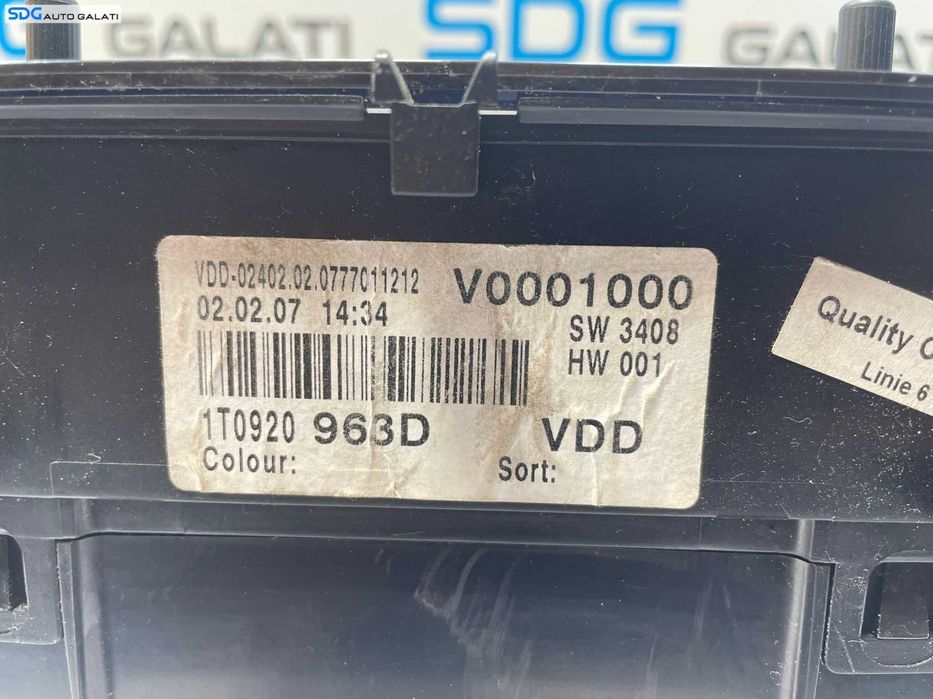 SDG AUTO GALATI
GALATI SDG GALATI
VDD-02402.02.0777011212
V0001000
02.02.07 14:34
SW 3408
HW 001
1T0920 963D VDD
Colour:
Sort:
Quality
Linie 6